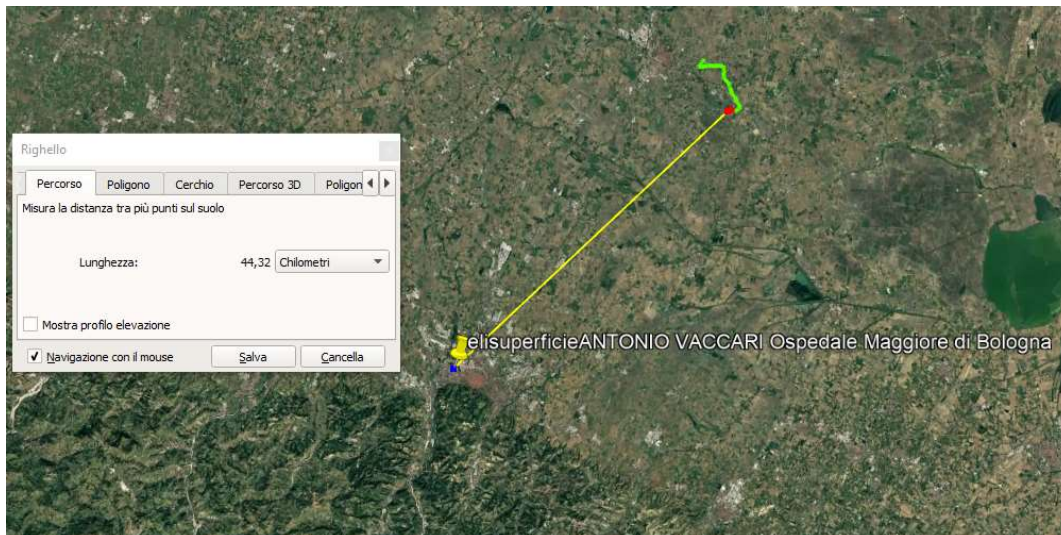 Righello
Percorso Poligono Cerchio Percorso 3D Poligon
Misura la distanza tra più punti sul suolo
Lunghezza: 44,32 Chilometri
Mostra profilo elevazione
Navigazione con il mouse Salva Cancella
elisuperficieANTONIO VACCARI Ospedale Maggiore di Bologna